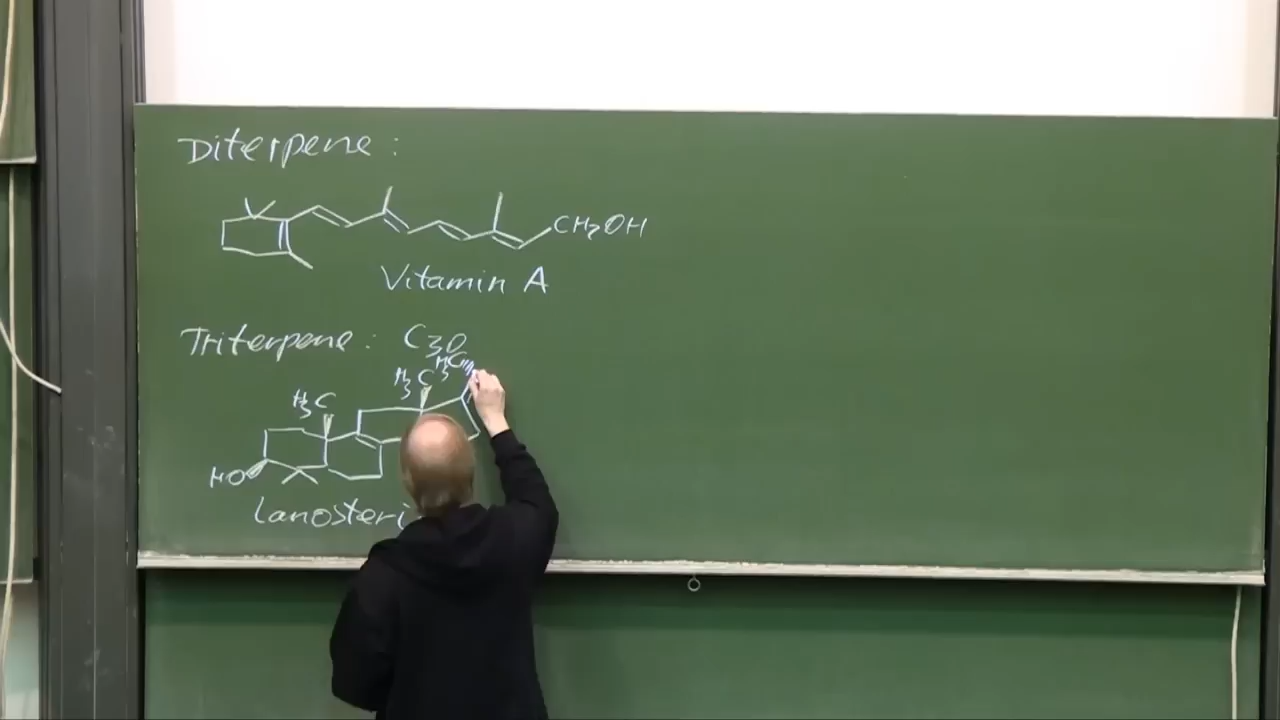 Diterpene:
CH2OH
Vitamin A
Triterpene: C30
H3C
H3C
H3C
HO
Lanosteri